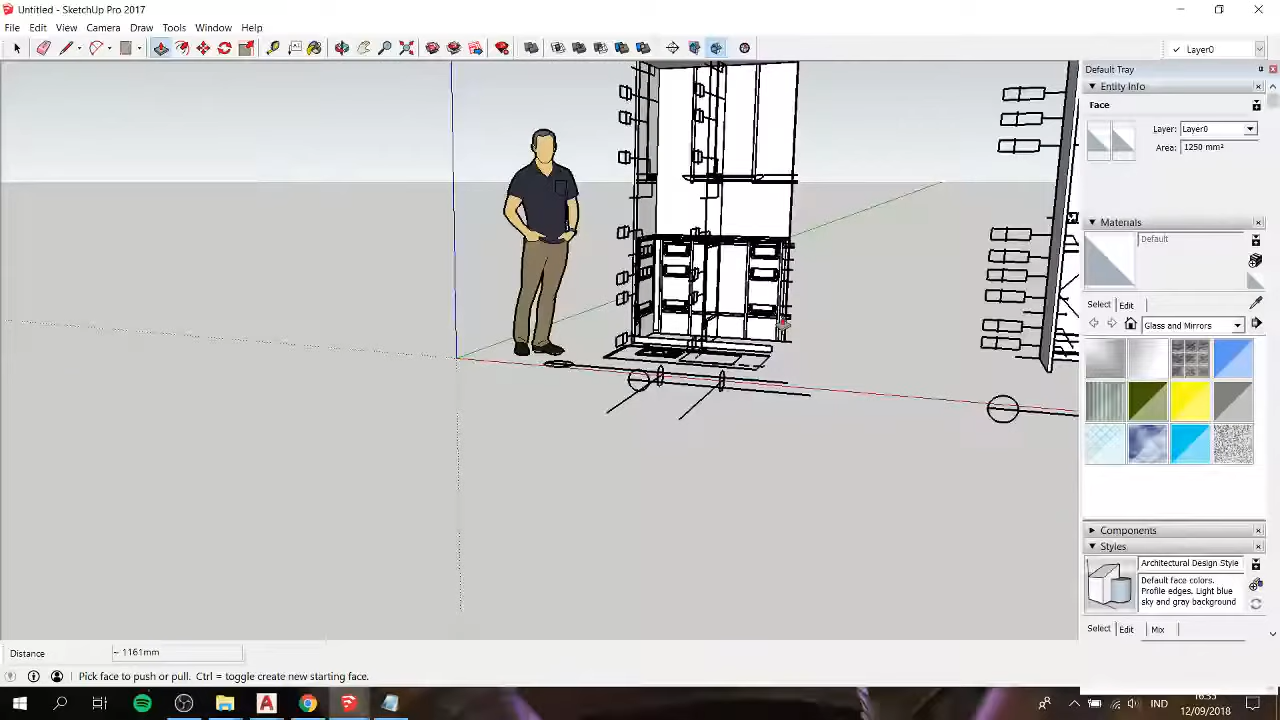 Untitled - SketchUp Pro 2017
File Edit View Camera Draw Tools Window Help
Layer0
Default Tray
Entity Info
Face
Layer: Layer0
Area: 1250 mm²
Materials
Default
Select Edit
Glass and Mirrors
Components
Styles
Architectural Design Style
Default face colors.
Profile edges. Light blue
sky and gray background
Select Edit Mix
Distance ~ 1161mm
Pick face to push or pull. Ctrl = toggle create new starting face.
IND
16:35
12/09/2018